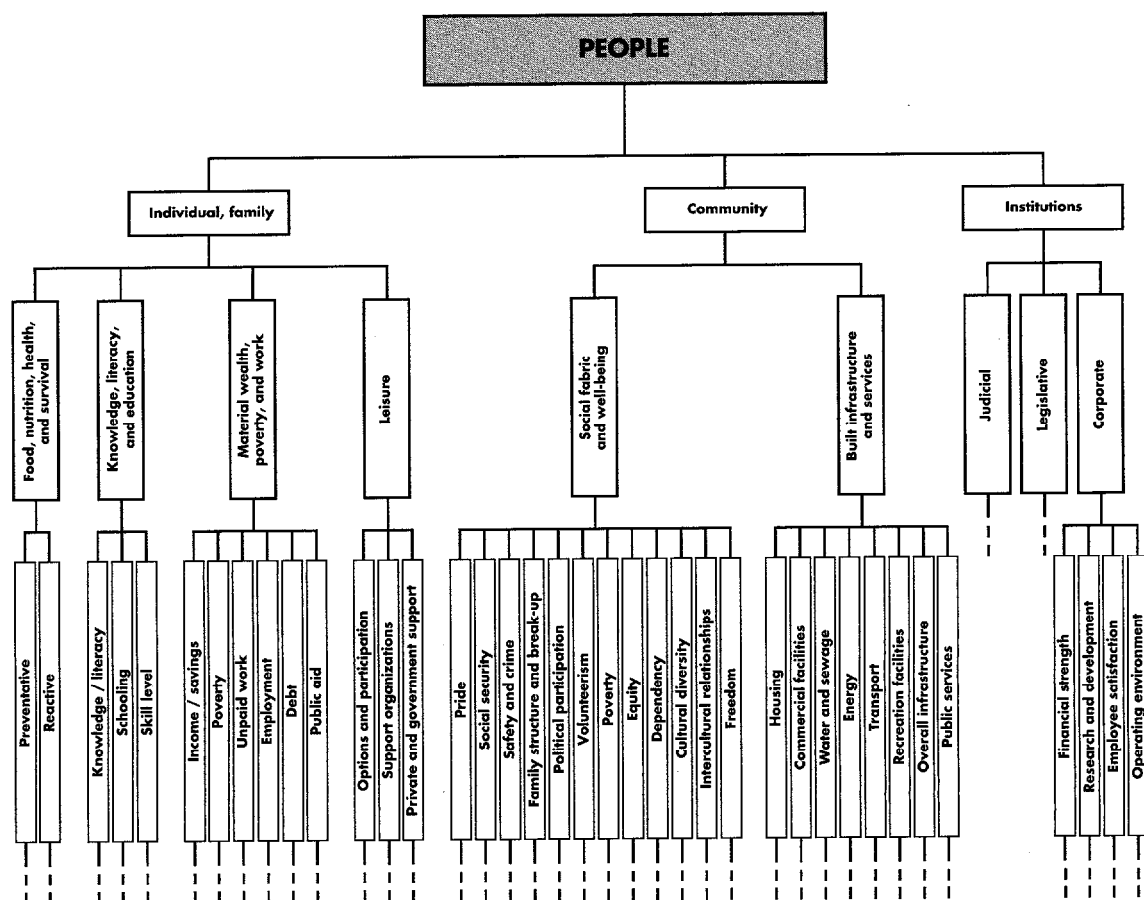 PEOPLE
Individual, family
Community
Institutions
Food, nutrition, health,
and survival
Knowledge, literacy,
and education
Material wealth,
poverty, and work
Leisure
Social fabric
and well-being
Built infrastructure
and services
Judicial
Legislative
Corporate
Preventative
Reactive
Knowledge / literacy
Schooling
Skill level
Income / savings
Poverty
Unpaid work
Employment
Debt
Public aid
Options and participation
Support organizations
Private and government support
Pride
Social security
Safety and crime
Family structure and break-up
Political participation
Volunteerism
Poverty
Equity
Dependency
Cultural diversity
Intercultural relationships
Freedom
Housing
Commercial facilities
Water and sewage
Energy
Transport
Recreation facilities
Overall infrastructure
Public services
Financial strength
Research and development
Employee satisfaction
Operating environment